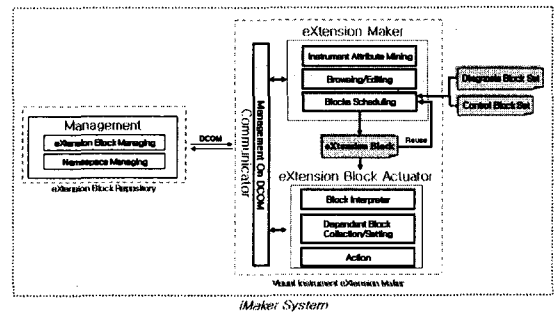 eXtension Maker
Instrument Attribute Mining
Browsing/Editing
Blocks Scheduling
Diagnosis Block Set
Control Block Set
Management
eXtension Block Managing
Namespace Managing
eXtension Block Repository
DCOM
Communicator
Management On DCOM
eXtension Block
Reuse
eXtension Block Actuator
Block Interpreter
Dependent Block
Collection/Setting
Action
Visual Instrument eXtension Maker
iMaker System